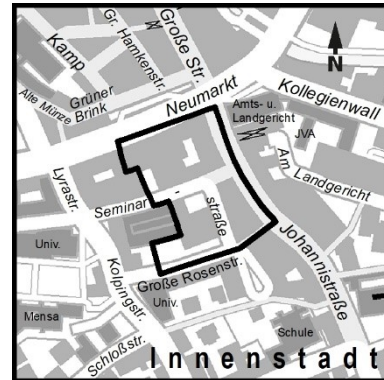 Große Str.
Gr. Hamkenstr.
Kamp
Grüner
Brink
Alte Münze
Neumarkt
N
Kollegienwall
Amts- u.
Landgericht
JVA
Am Landgericht
Lyrastr.
Seminar
straße
Univ.
Kolpingstr.
Große Rosenstr.
Johannistraße
Univ.
Mensa
Schloßstr.
Schule
Innenstadt